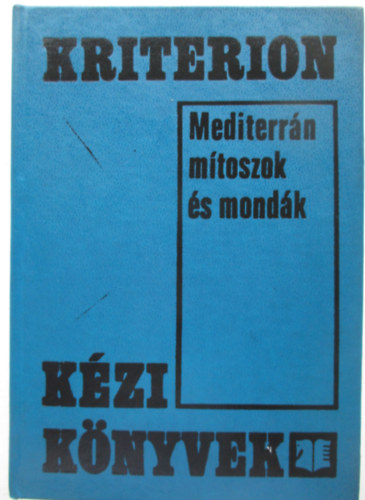 KRITERION
Mediterrán
mítoszok
és mondák
KÉZI
KÖNYVEK